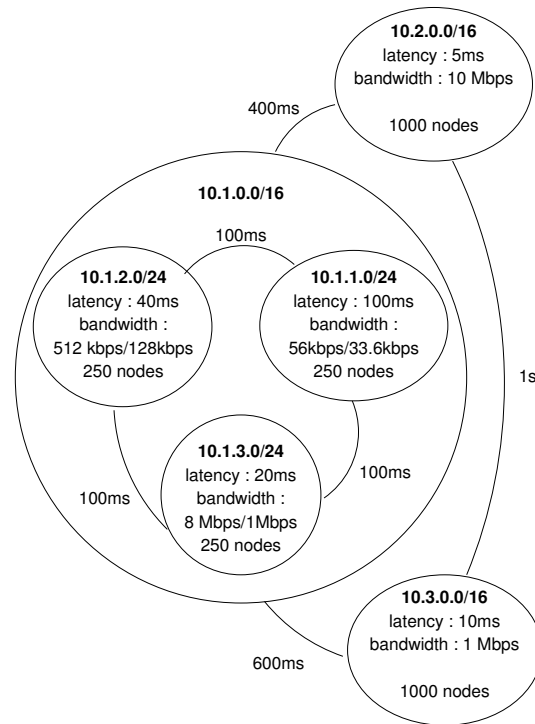 10.2.0.0/16
latency : 5ms
bandwidth : 10 Mbps
1000 nodes
400ms
10.1.0.0/16
100ms
10.1.2.0/24
latency : 40ms
bandwidth :
512 kbps/128kbps
250 nodes
10.1.1.0/24
latency : 100ms
bandwidth :
56kbps/33.6kbps
250 nodes
1s
10.1.3.0/24
latency : 20ms
bandwidth :
8 Mbps/1Mbps
250 nodes
100ms
100ms
10.3.0.0/16
latency : 10ms
bandwidth : 1 Mbps
1000 nodes
600ms